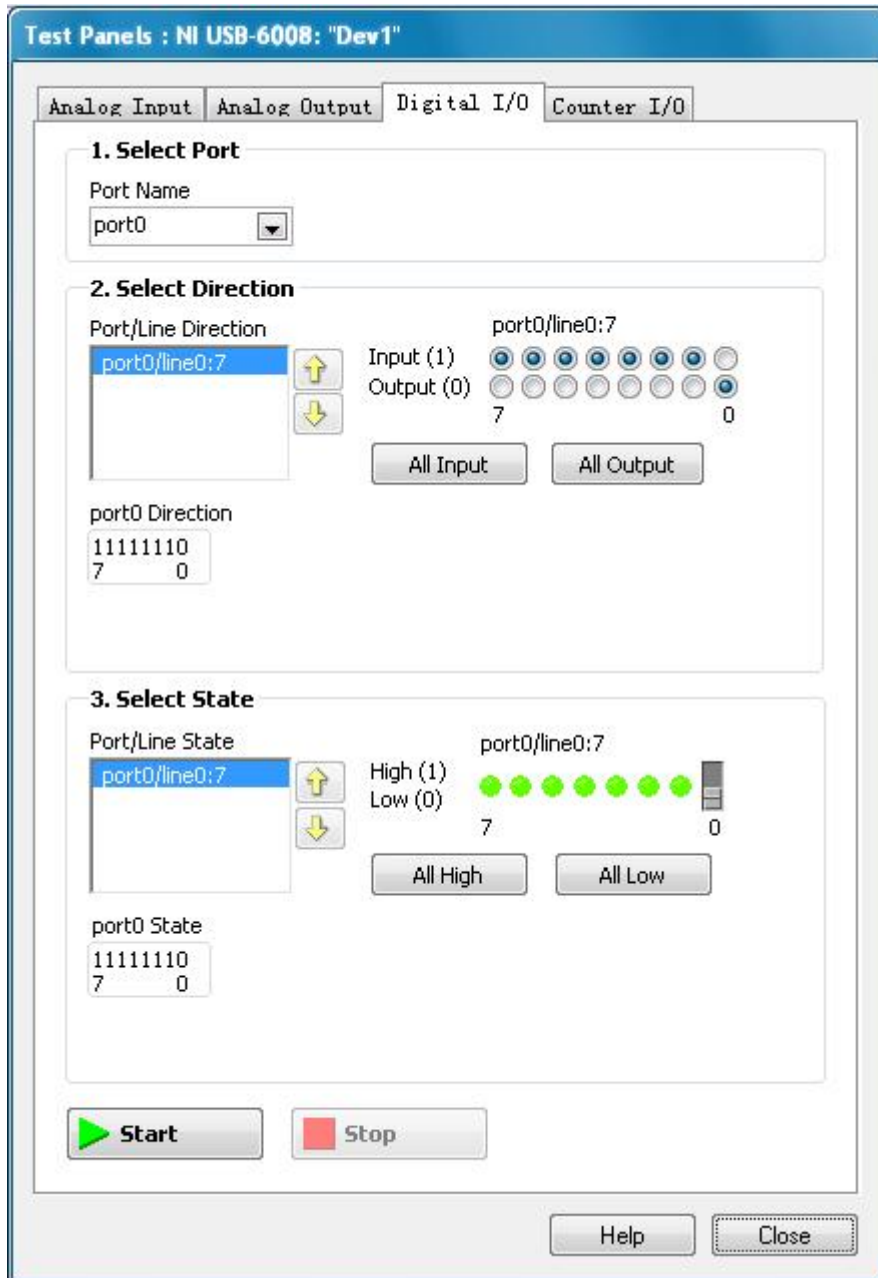 Test Panels : NI USB-6008: "Dev1"
Analog Input Analog Output Digital I/O Counter I/O
1. Select Port
Port Name
port0
2. Select Direction
Port/Line Direction
port0/line0:7
port0/line0:7
Input (1)
Output (0)
7 0
All Input All Output
port0 Direction
11111110
7 0
3. Select State
Port/Line State
port0/line0:7
port0/line0:7
High (1)
Low (0)
7 0
All High All Low
port0 State
11111110
7 0
Start Stop
Help Close